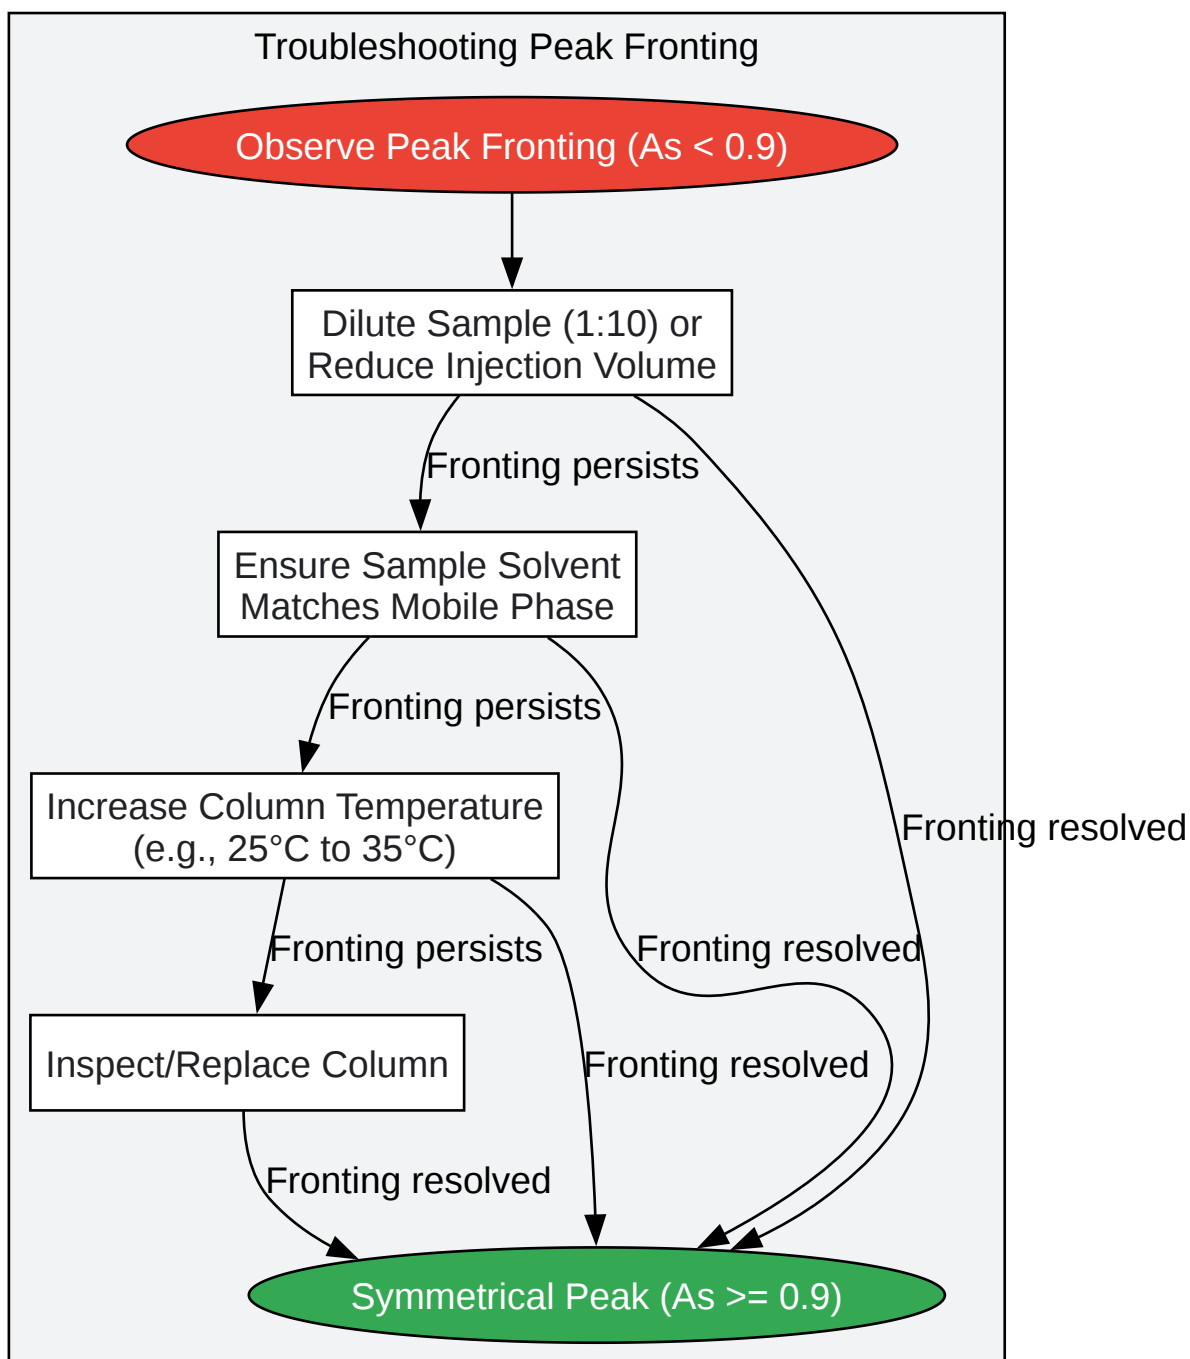 Troubleshooting Peak Fronting
Observe Peak Fronting (As < 0.9)
Dilute Sample (1:10) or
Reduce Injection Volume
Fronting persists
Ensure Sample Solvent
Matches Mobile Phase
Fronting persists
Increase Column Temperature
(e.g., 25°C to 35°C)
Fronting resolved
Fronting persists
Fronting resolved
Inspect/Replace Column
Fronting resolved
Fronting resolved
Symmetrical Peak (As >= 0.9)